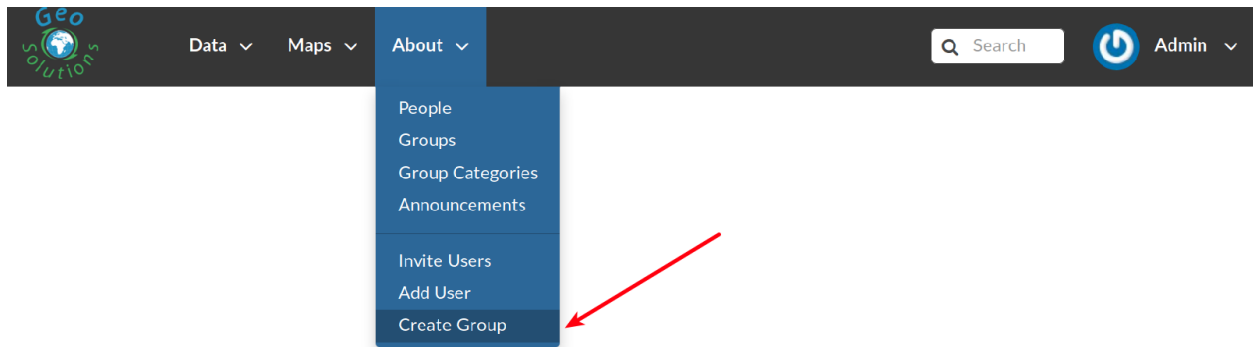 Geo
Solutions
Data
Maps
About
Search
Admin
People
Groups
Group Categories
Announcements
Invite Users
Add User
Create Group